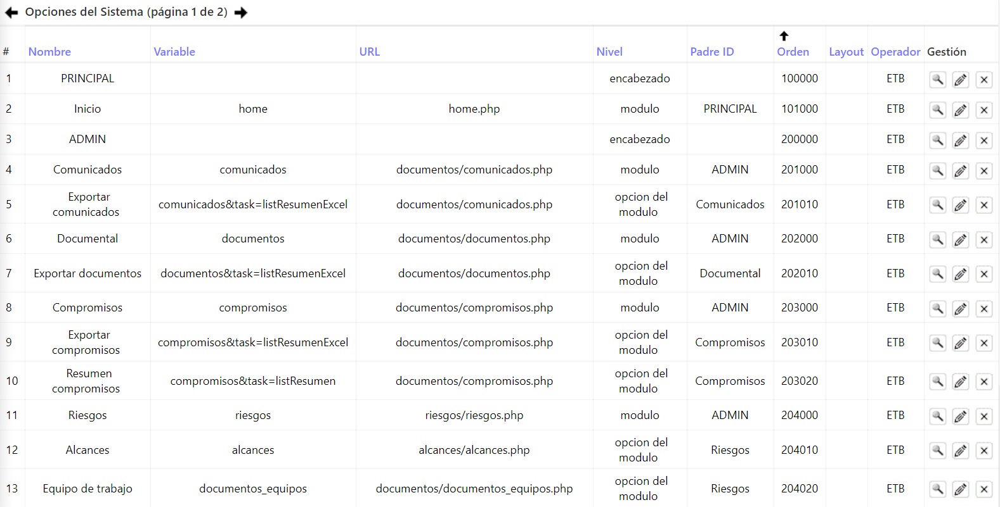 Opciones del Sistema (página 1 de 2)
# Nombre Variable URL Nivel Padre ID Orden Layout Operador Gestión
1 PRINCIPAL encabezado 100000 ETB
2 Inicio home home.php modulo PRINCIPAL 101000 ETB
3 ADMIN encabezado 200000 ETB
4 Comunicados comunicados documentos/comunicados.php modulo ADMIN 201000 ETB
5 Exportar comunicados comunicados&task=listResumenExcel documentos/comunicados.php opcion del modulo Comunicados 201010 ETB
6 Documental documentos documentos/documentos.php modulo ADMIN 202000 ETB
7 Exportar documentos documentos&task=listResumenExcel documentos/documentos.php opcion del modulo Documental 202010 ETB
8 Compromisos compromisos documentos/compromisos.php modulo ADMIN 203000 ETB
9 Exportar compromisos compromisos&task=listResumenExcel documentos/compromisos.php opcion del modulo Compromisos 203010 ETB
10 Resumen compromisos compromisos&task=listResumen documentos/compromisos.php opcion del modulo Compromisos 203020 ETB
11 Riesgos riesgos riesgos/riesgos.php modulo ADMIN 204000 ETB
12 Alcances alcances alcances/alcances.php opcion del modulo Riesgos 204010 ETB
13 Equipo de trabajo documentos_equipos documentos/documentos_equipos.php opcion del modulo Riesgos 204020 ETB